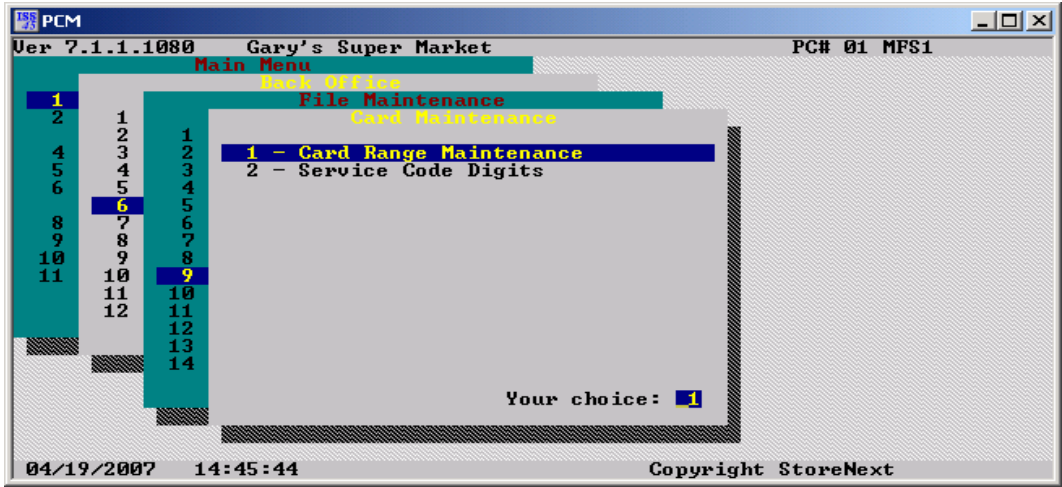 ISS 45 PCM
Ver 7.1.1.1080 Gary's Super Market PC# 01 MFS1
Main Menu
Back Office
1 File Maintenance
2 1 Card Maintenance
2 1
4 3 2 1 - Card Range Maintenance
5 4 3 2 - Service Code Digits
6 5 4
6 5
8 7 6
9 8 7
10 9 8
11 10 9
11 10
12 11
12
13
14
Your choice: 1
04/19/2007 14:45:44 Copyright StoreNext